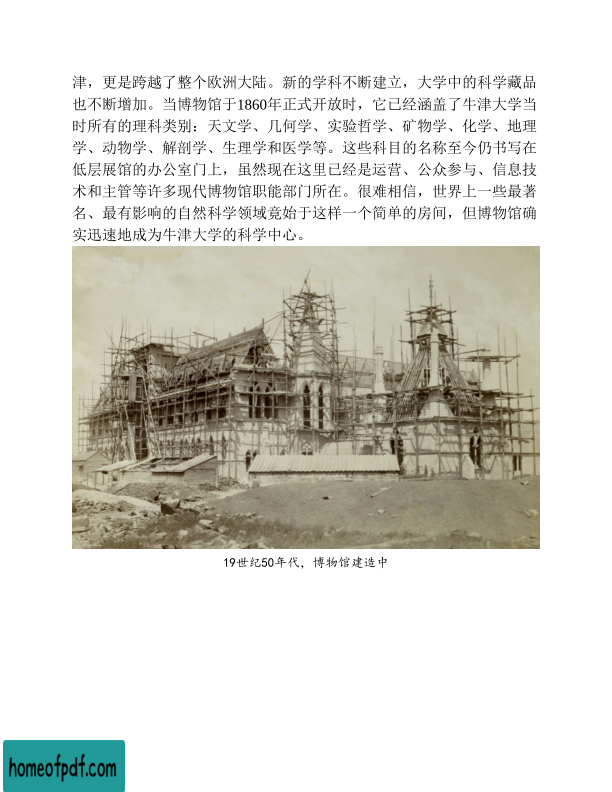 津，更是跨越了整个欧洲大陆。新的学科不断建立，大学中的科学藏品
也不断增加。当博物馆于1860年正式开放时，它已经涵盖了牛津大学当
时所有的理科类别：天文学、几何学、实验哲学、矿物学、化学、地理
学、动物学、解剖学、生理学和医学等。这些科目的名称至今仍书写在
低层展馆的办公室门上，虽然现在这里已经是运营、公众参与、信息技
术和主管等许多现代博物馆职能部门所在。很难相信，世界上一些最著
名、最有影响的自然科学领域竟始于这样一个简单的房间，但博物馆确
实迅速地成为牛津大学的科学中心。
19世纪50年代，博物馆建造中
homeofpdf.com